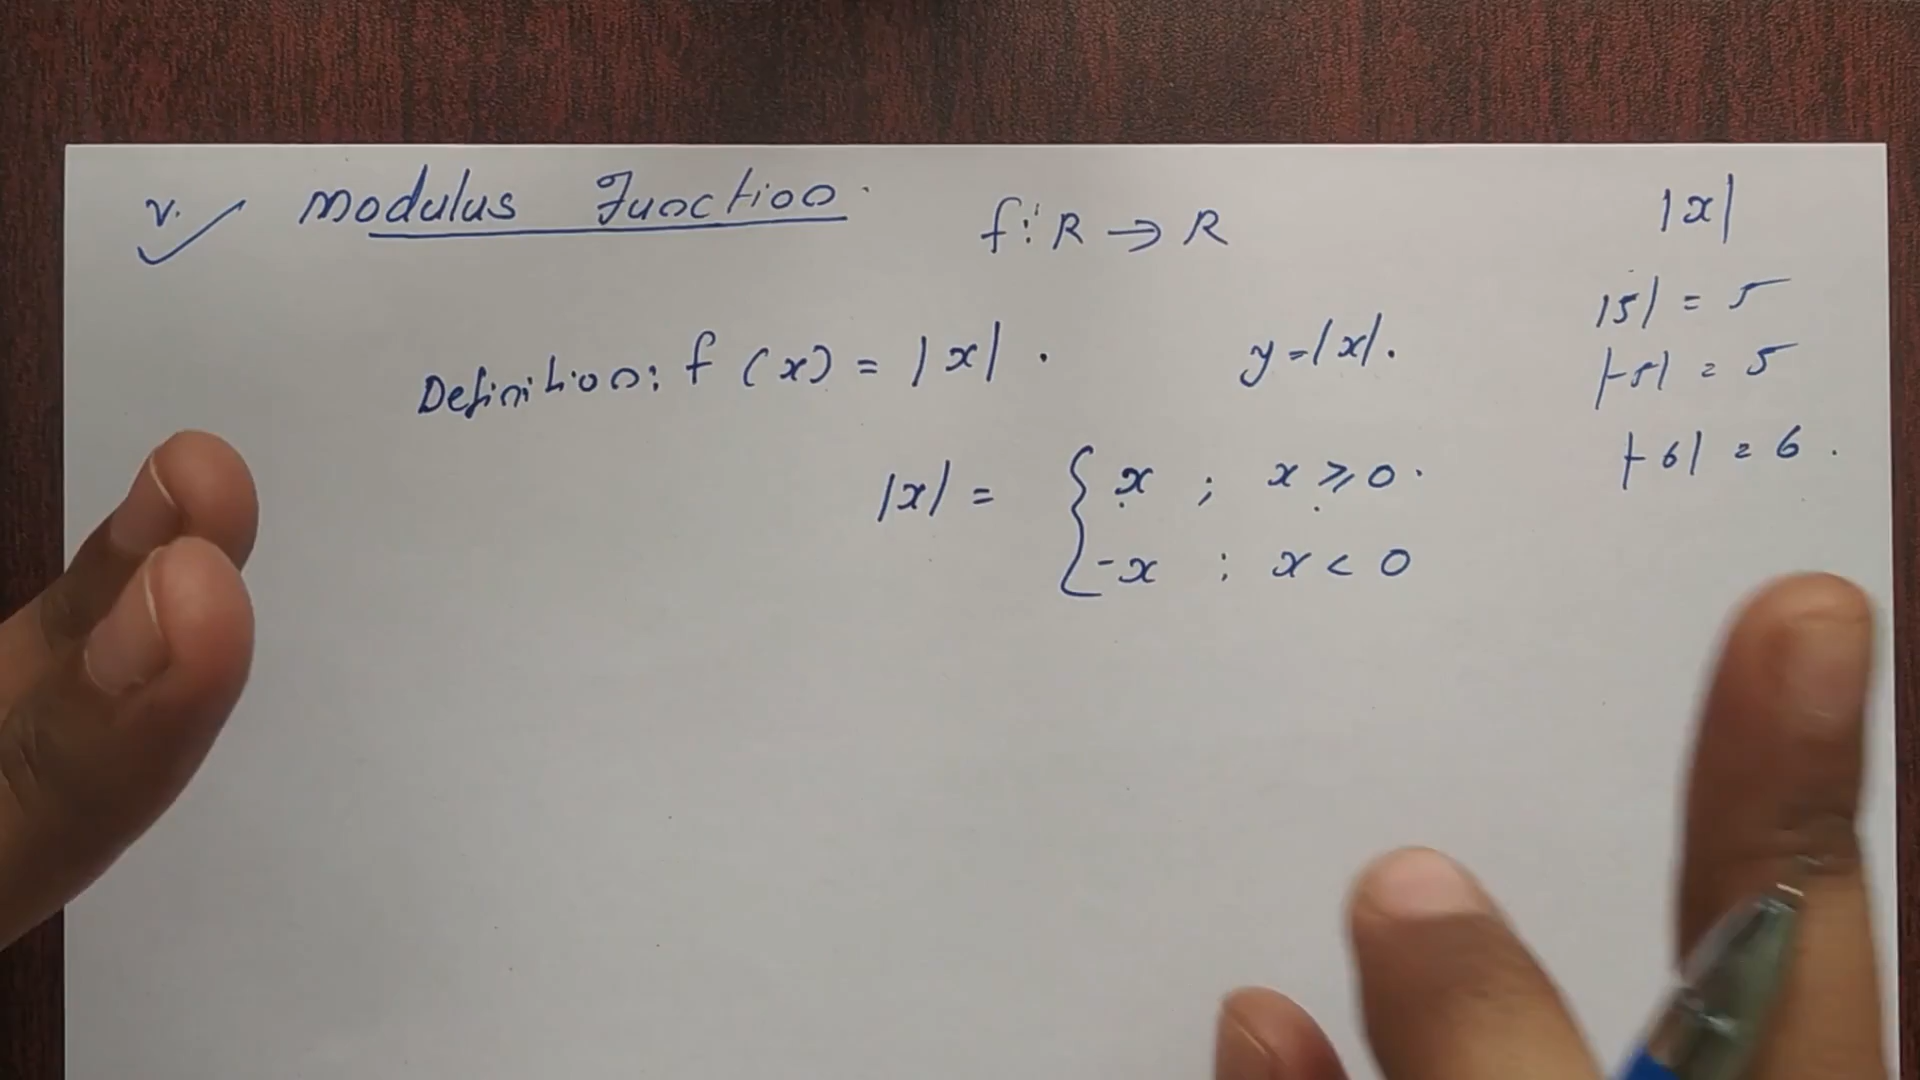 v. Modulus Function. f: R → R
Definition: f(x) = |x|. y = |x|.
|x| = { x ; x ⩾ 0.
-x ; x < 0
|x|
|5| = 5
|-5| = 5
|-6| = 6.